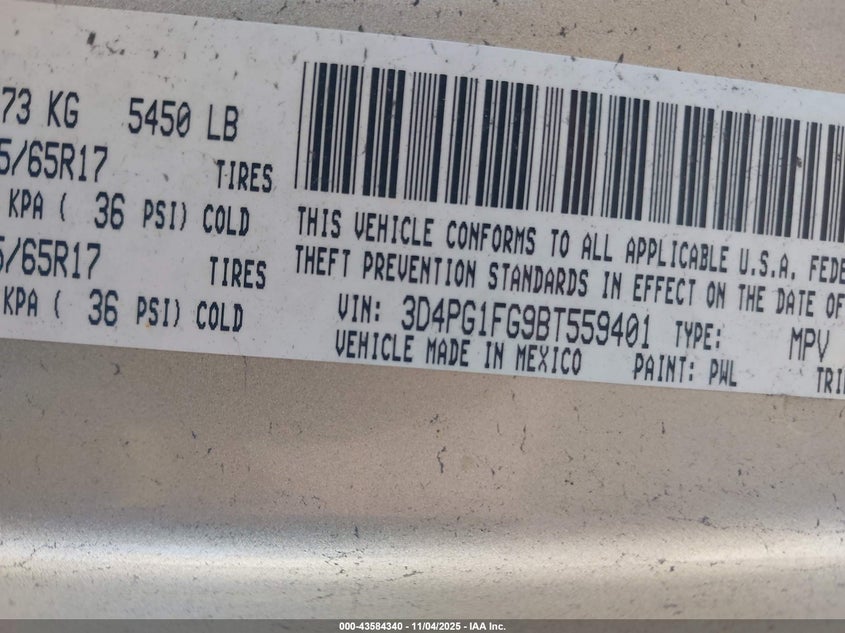 73 KG 5450 LB
5/65R17 TIRES
KPA ( 36 PSI) COLD
5/65R17 TIRES
KPA ( 36 PSI) COLD
THIS VEHICLE CONFORMS TO ALL APPLICABLE U.S.A. FEDE
THEFT PREVENTION STANDARDS IN EFFECT ON THE DATE OF
VIN: 3D4PG1FG9BT559401 TYPE: MPV
VEHICLE MADE IN MEXICO PAINT: PWL TRI
000-43584340 - 11/04/2025 - IAA Inc.